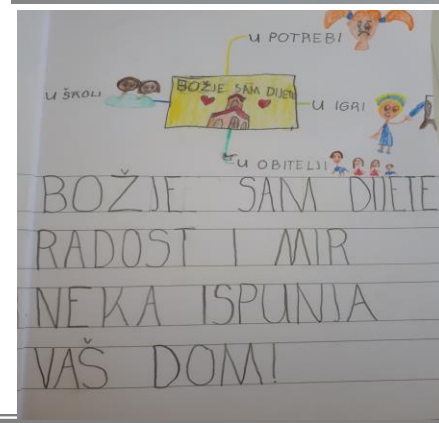 U POTREBI
U ŠKOLI
BOŽJE SAM DIJETE
U IGRI
U OBITELJI
BOŽJE SAM DIJETE
RADOST I MIR
NEKA ISPUNJA
VAŠ DOM!